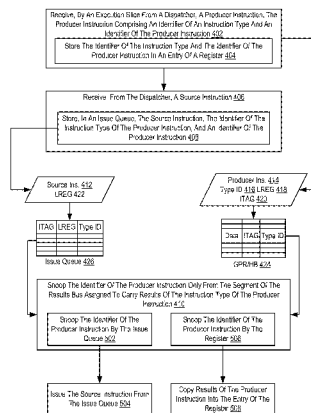 Receive, By An Execution Slice From A Dispatcher, A Producer Instruction, The
Producer Instruction Comprising An Identifier Of An Instruction Type And An
Identifier Of The Producer Instruction 402
Store The Identifier Of The Instruction Type And The Identifier Of
The Producer Instruction In An Entry Of A Register 404
Receive From The Dispatcher, A Source Instruction 406
Store, In An Issue Queue, The Source Instruction, The Identifier Of The
Instruction Type Of The Producer Instruction, And An Identifier Of The
Producer Instruction
408
Source Ins. 412
LREG 422
Producer Ins. 414
Type ID 416 LREG 418
ITAG 420
ITAG LREG Type ID
Issue Queue 426
Data ITAG Type ID
GPR/HB 424
Snoop The Identifier Of The Producer Instruction Only From The Segment Of The
Results Bus Assigned To Carry Results Of The Instruction Type Of The Producer
Instruction 410
Snoop The Identifier Of The
Producer Instruction By The Issue
Queue 502
Snoop The Identifier Of The
Producer Instruction By The
Register 506
Issue The Source Instruction From
The Issue Queue 504
Copy Results Of The Producer
Instruction Into The Entry Of The
Register 508